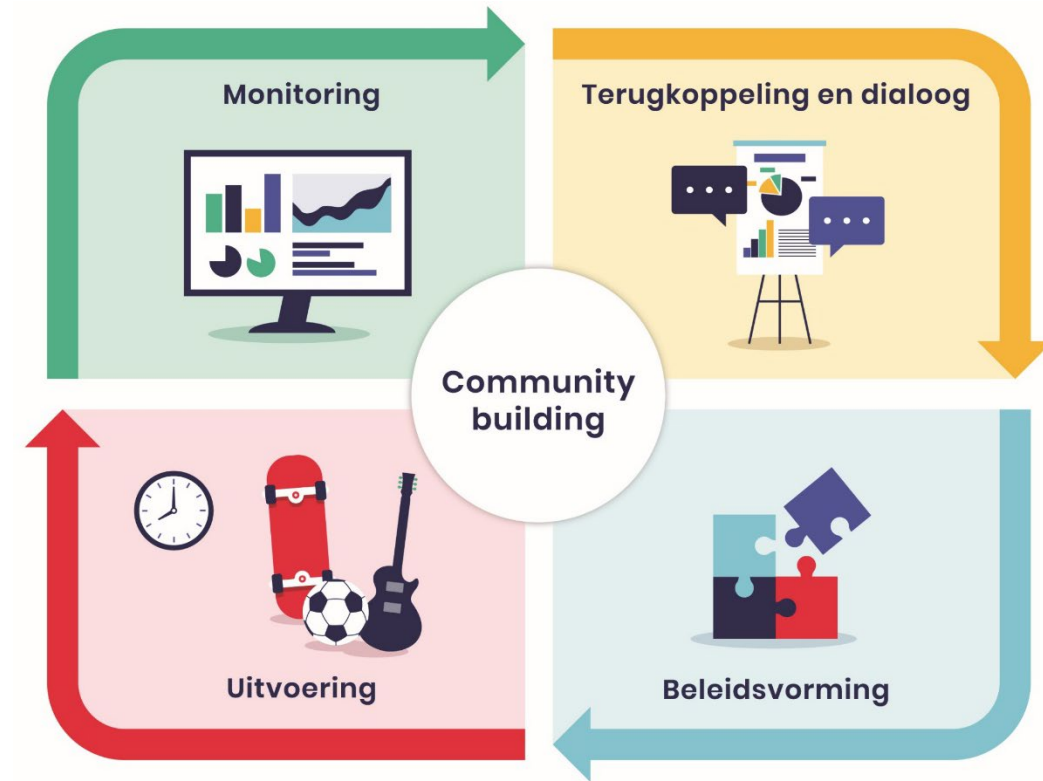 Monitoring
Terugkoppeling en dialoog
Community
building
Uitvoering
Beleidsvorming